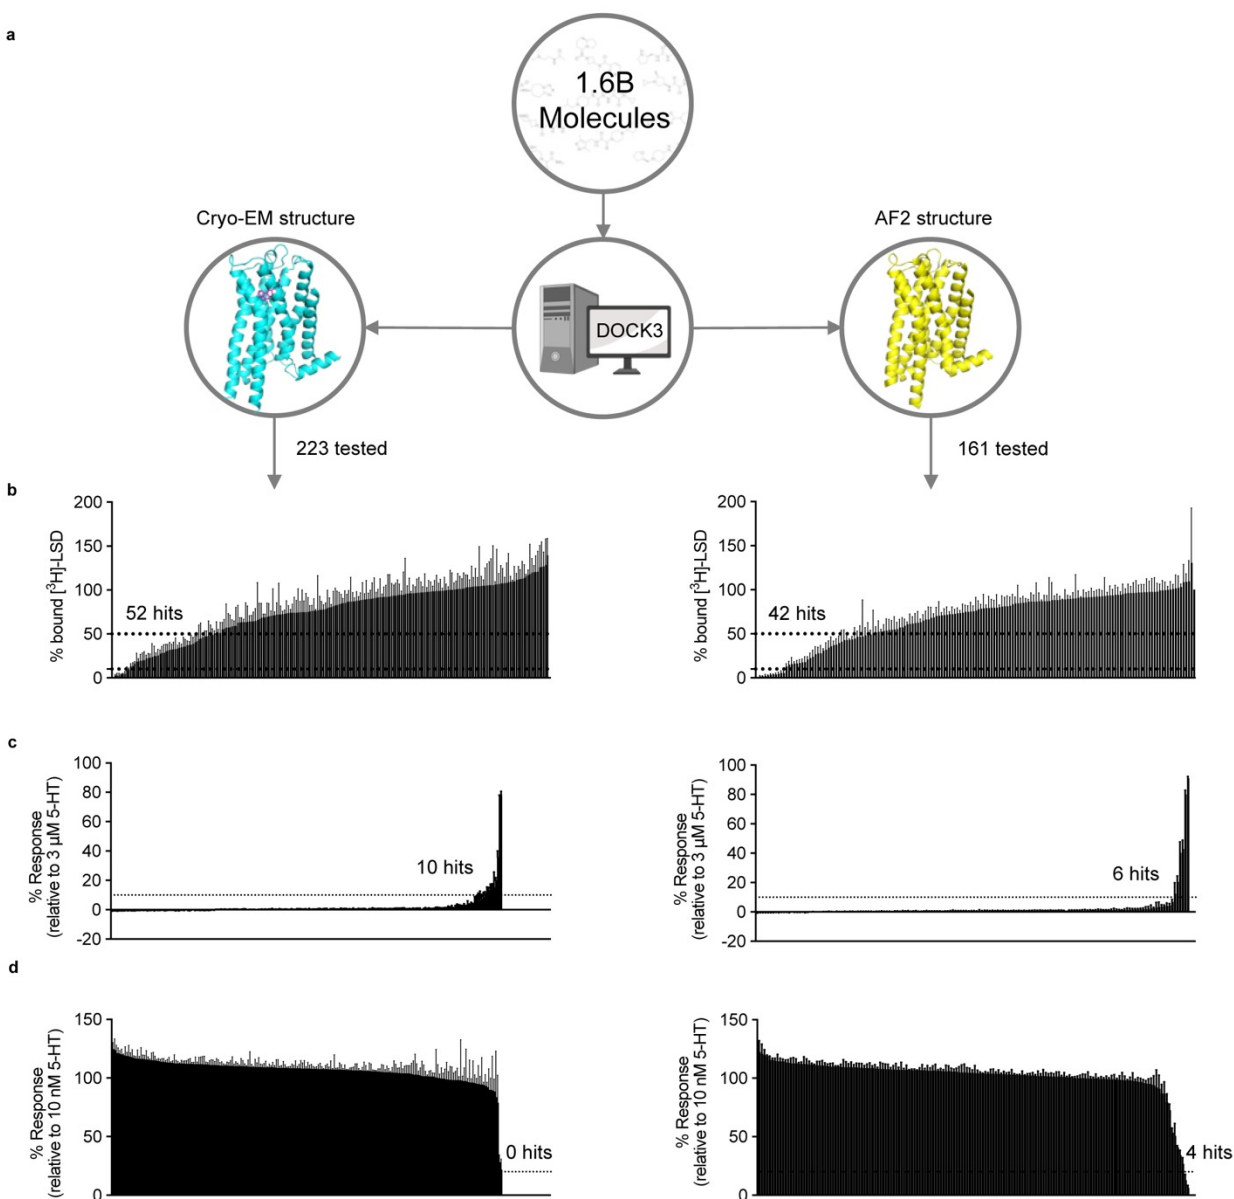 a
1.6B
Molecules
Cryo-EM structure
AF2 structure
DOCK3
223 tested
161 tested
b
200
150
100
50
0
% bound [³H]-LSD
52 hits
200
150
100
50
0
% bound [³H]-LSD
42 hits
c
100
80
60
40
20
0
-20
% Response
(relative to 3 µM 5-HT)
10 hits
100
80
60
40
20
0
-20
% Response
(relative to 3 µM 5-HT)
6 hits
d
150
100
50
0
% Response
(relative to 10 nM 5-HT)
0 hits
150
100
50
0
% Response
(relative to 10 nM 5-HT)
4 hits